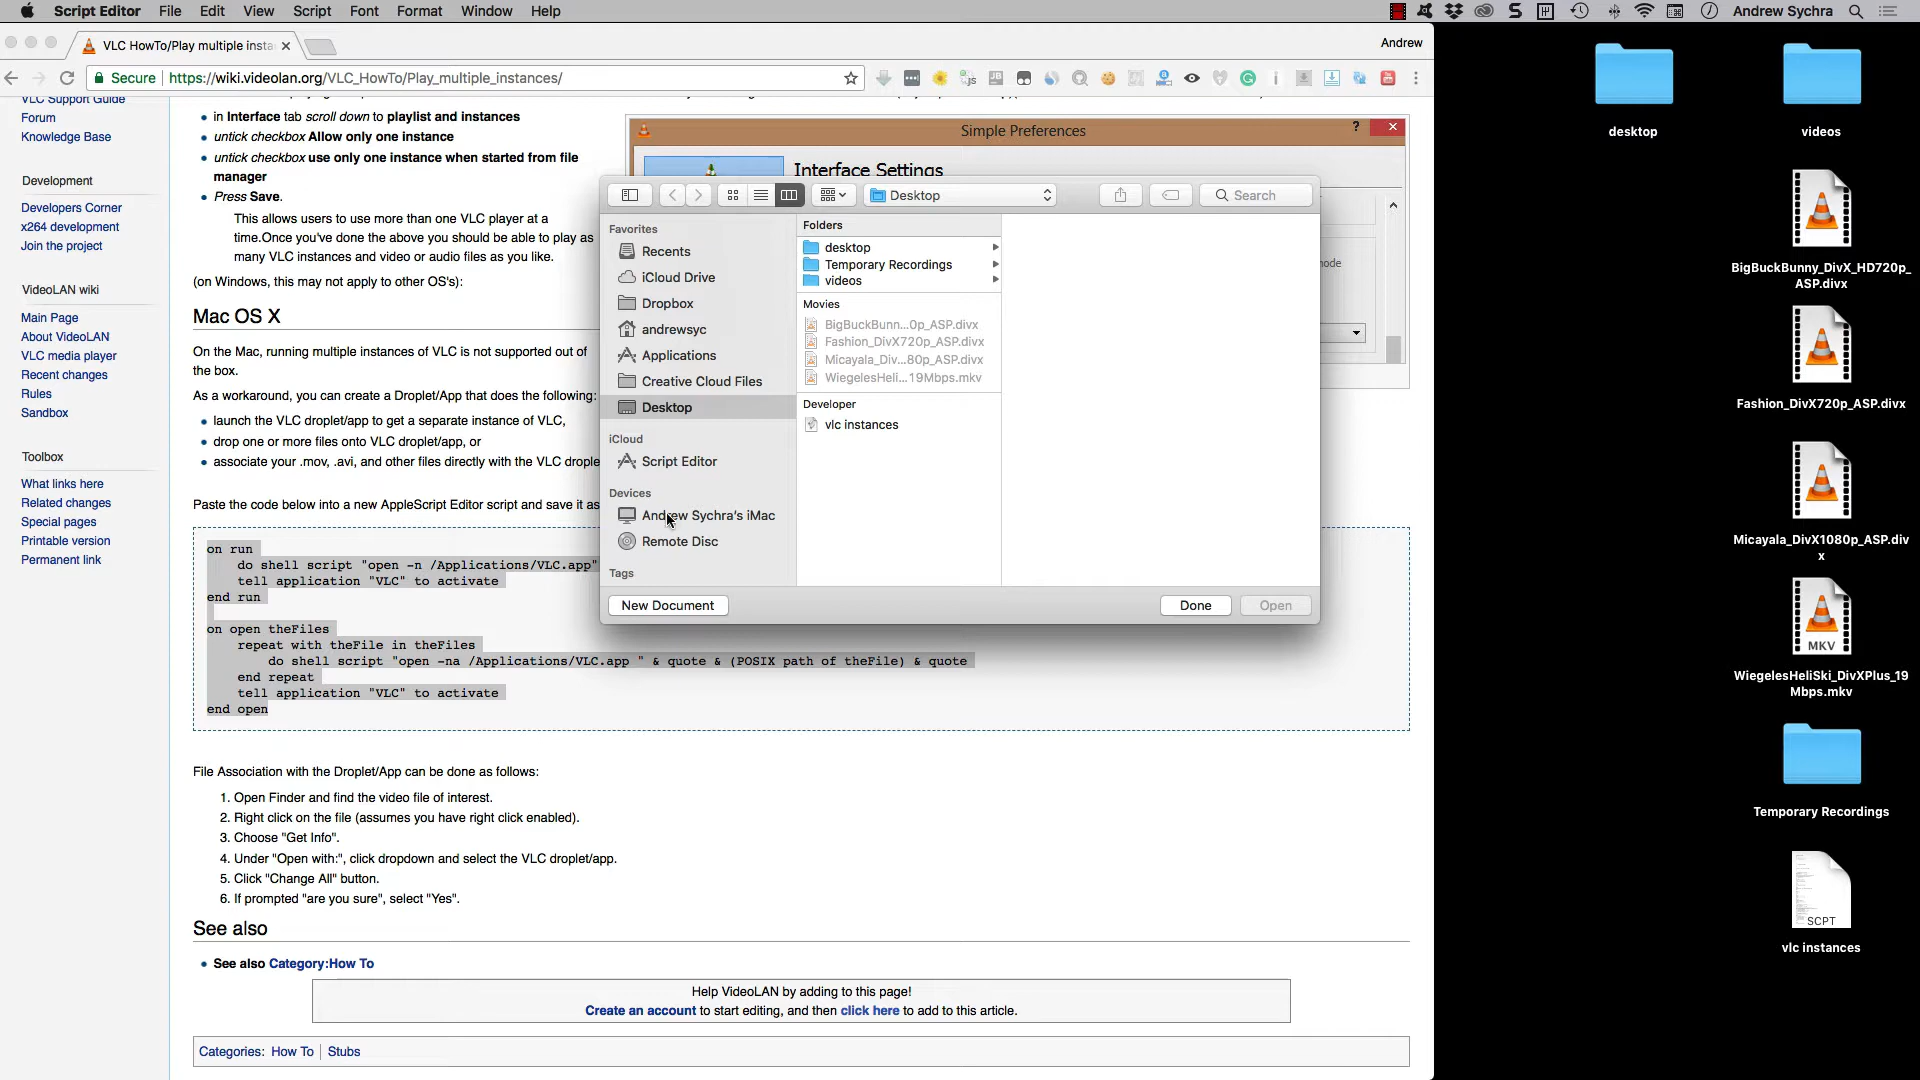 Script Editor File Edit View Script Font Format Window Help Andrew Sychra
VLC HowTo/Play multiple insta
Andrew
Secure https://wiki.videolan.org/VLC_HowTo/Play_multiple_instances/
VLC Support Guide
Forum
Knowledge Base
Development
Developers Corner
x264 development
Join the project
VideoLAN wiki
Main Page
About VideoLAN
VLC media player
Recent changes
Rules
Sandbox
Toolbox
What links here
Related changes
Special pages
Printable version
Permanent link
in Interface tab scroll down to playlist and instances
untick checkbox Allow only one instance
untick checkbox use only one instance when started from file
manager
Press Save.
This allows users to use more than one VLC player at a
time.Once you've done the above you should be able to play as
many VLC instances and video or audio files as you like.
(on Windows, this may not apply to other OS's):
Mac OS X
On the Mac, running multiple instances of VLC is not supported out of
the box.
As a workaround, you can create a Droplet/App that does the following:
launch the VLC droplet/app to get a separate instance of VLC,
drop one or more files onto VLC droplet/app, or
associate your .mov, .avi, and other files directly with the VLC drople
Paste the code below into a new AppleScript Editor script and save it as
on run
do shell script "open -n /Applications/VLC.app"
tell application "VLC" to activate
end run
on open theFiles
repeat with theFile in theFiles
do shell script "open -na /Applications/VLC.app " & quote & (POSIX path of theFile) & quote
end repeat
tell application "VLC" to activate
end open
File Association with the Droplet/App can be done as follows:
1. Open Finder and find the video file of interest.
2. Right click on the file (assumes you have right click enabled).
3. Choose "Get Info".
4. Under "Open with:", click dropdown and select the VLC droplet/app.
5. Click "Change All" button.
6. If prompted "are you sure", select "Yes".
See also
See also Category:How To
Help VideoLAN by adding to this page!
Create an account to start editing, and then click here to add to this article.
Categories: How To | Stubs
Simple Preferences
?
Interface Settings
node
Desktop
Search
Favorites
Recents
iCloud Drive
Dropbox
andrewsyc
Applications
Creative Cloud Files
Desktop
iCloud
Script Editor
Devices
Andrew Sychra's iMac
Remote Disc
Tags
Folders
desktop
Temporary Recordings
videos
Movies
BigBuckBunn...0p_ASP.divx
Fashion_DivX720p_ASP.divx
Micayala_Div...80p_ASP.divx
WiegelesHeli...19Mbps.mkv
Developer
vlc instances
New Document
Done
Open
desktop
videos
BigBuckBunny_DivX_HD720p_
ASP.divx
Fashion_DivX720p_ASP.divx
Micayala_DivX1080p_ASP.div
x
MKV
WiegelesHeliSki_DivXPlus_19
Mbps.mkv
Temporary Recordings
SCPT
vlc instances